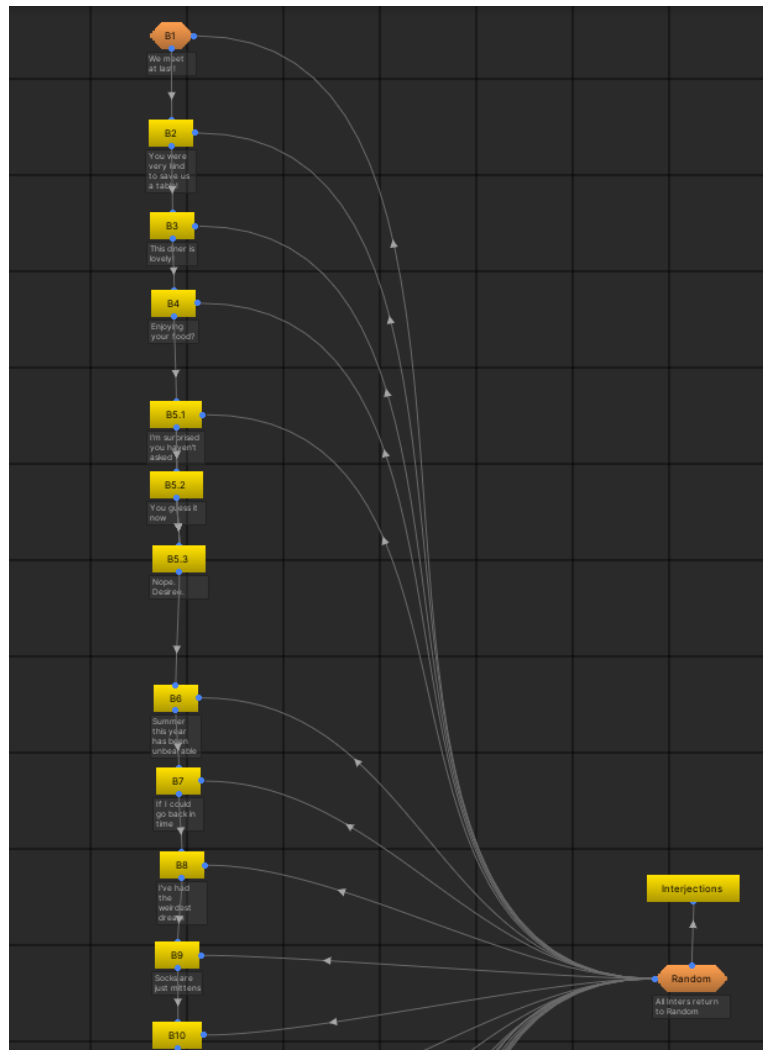 B1
We meet
at last!
B2
You were
very kind
to save us
a table!
B3
This diner is
lovely!
B4
Enjoying
your food?
B5.1
I'm surprised
you haven't
asked.
B5.2
You guess it
now
B5.3
Nope.
Desiree.
B6
Summer
this year
has been
unbearable
B7
If I could
go back in
time
B8
I've had
the
weirdest
dream
B9
Socks are
just mittens
B10
Interjections
Random
All Inters return
to Random